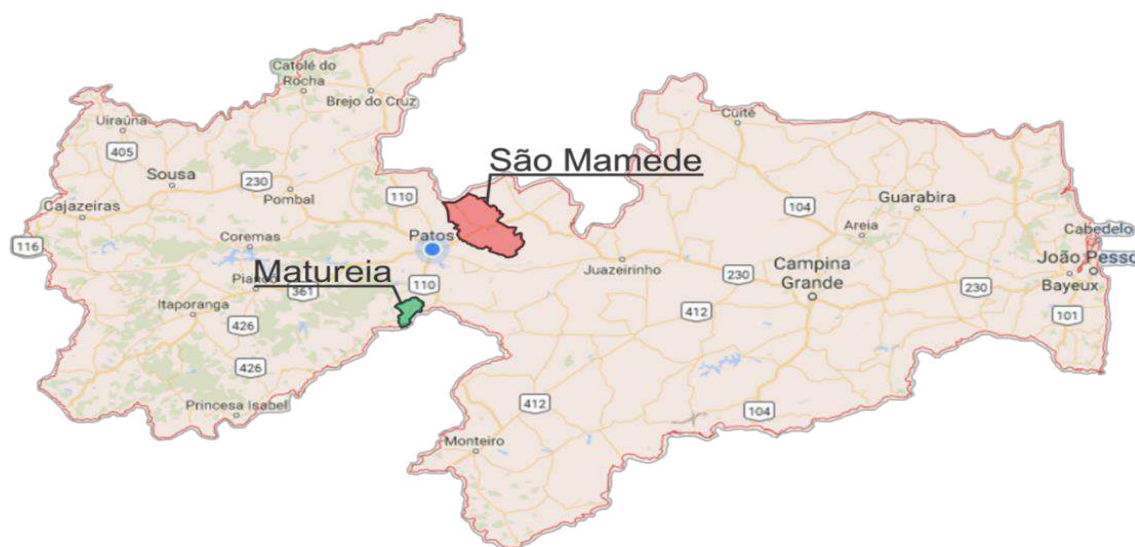 Catolé do
Rocha
Brejo do Cruz
Uiraúna
405
Cuité
São Mamede
Sousa
230
Pombal
110
Guarabira
104
Cajazeiras
Areia
116
Coremas
Patos
Cabedelo
Matureia
Piancó
361
110
Juazeirinho
230
Campina
Grande
João Pesso
Bayeux
230
Itaporanga
426
412
101
426
Princesa Isabel
412
104
Monteiro